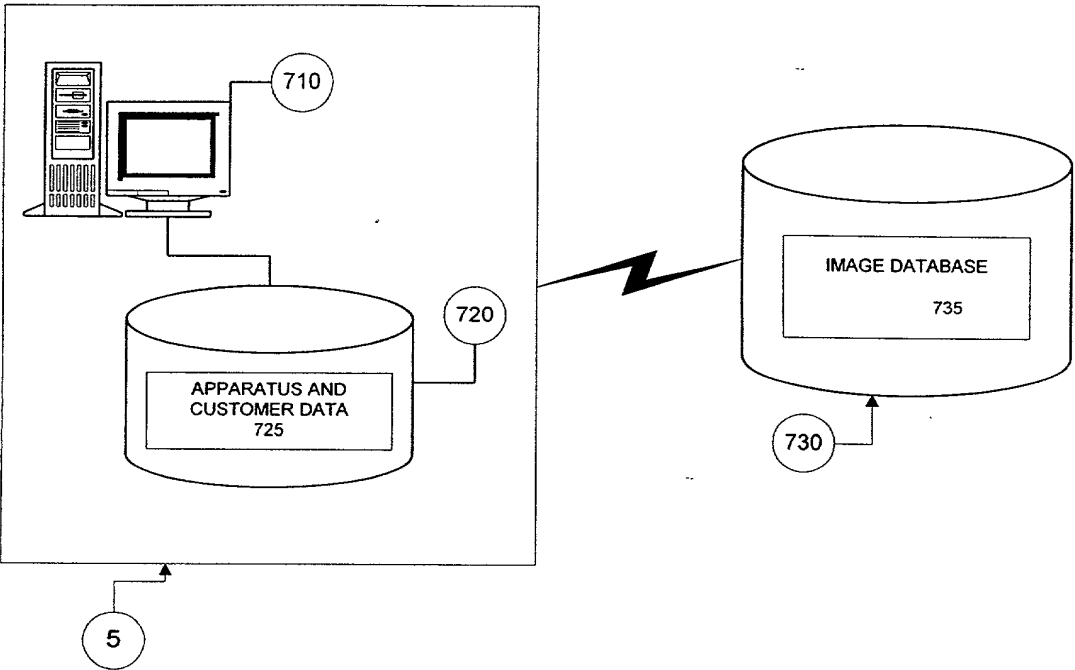 710
720
APPARATUS AND
CUSTOMER DATA
725
IMAGE DATABASE
735
730
5